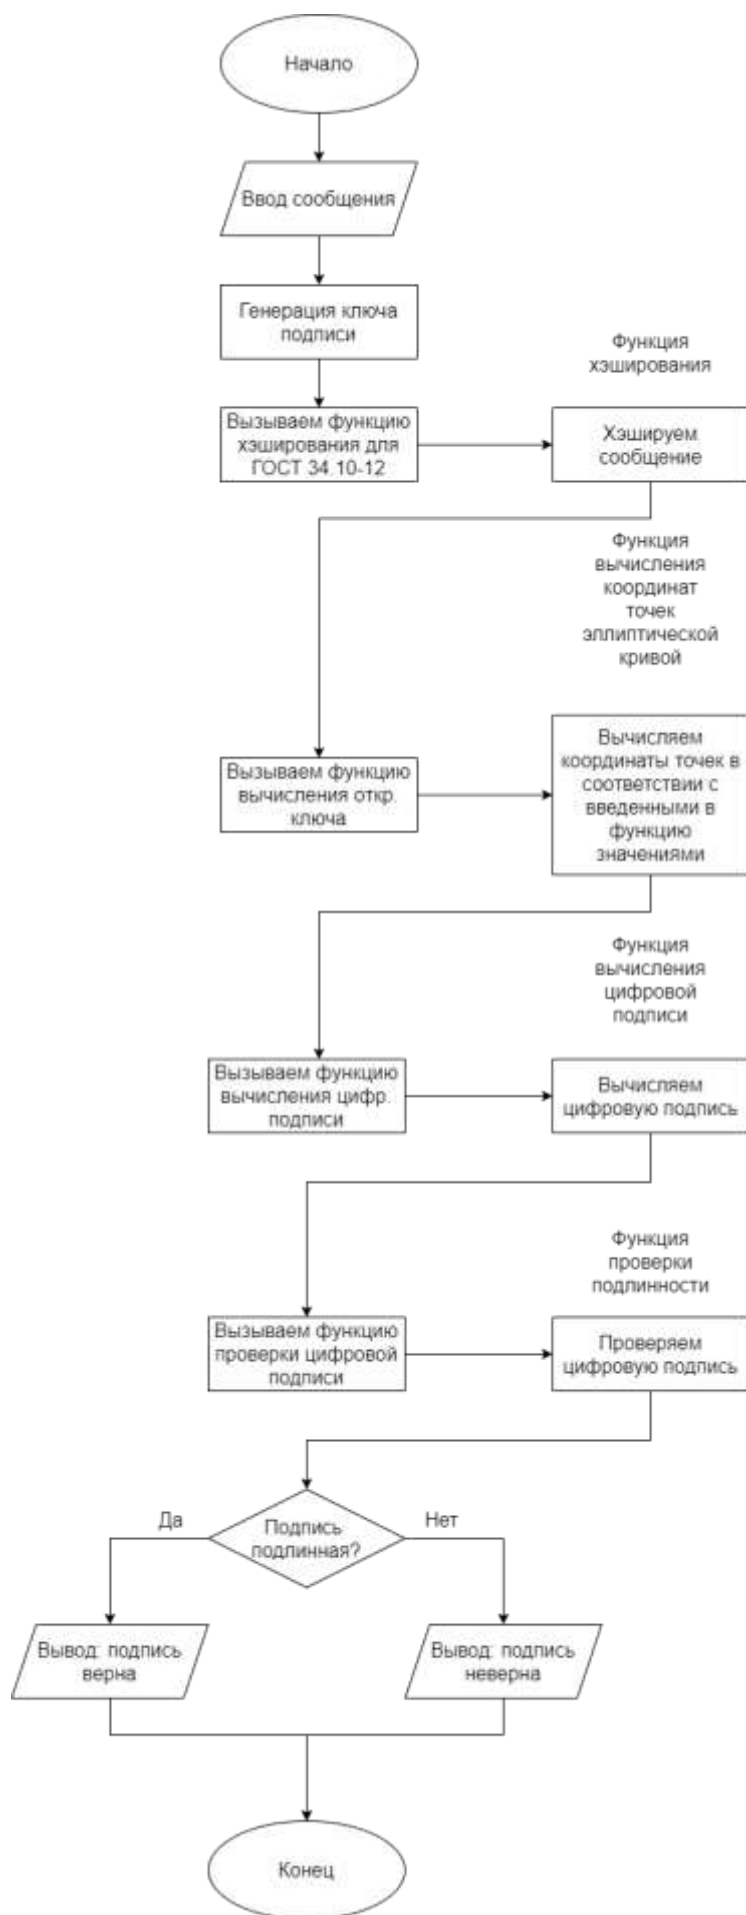 Начало
Ввод сообщения
Генерация ключа
подписи
Функция
хэширования
Вызываем функцию
хэширования для
ГОСТ 34.10-12
Хэшируем
сообщение
Функция
вычисления
координат
точек
эллиптической
кривой
Вызываем функцию
вычисления откр.
ключа
Вычисляем
координаты точек в
соответствии с
введенными в
функцию
значениями
Функция
вычисления
цифровой
подписи
Вызываем функцию
вычисления цифр.
подписи
Вычисляем
цифровую подпись
Функция
проверки
подлинности
Вызываем функцию
проверки цифровой
подписи
Проверяем
цифровую подпись
Да
Подпись
подлинная?
Нет
Вывод: подпись
верна
Вывод: подпись
неверна
Конец